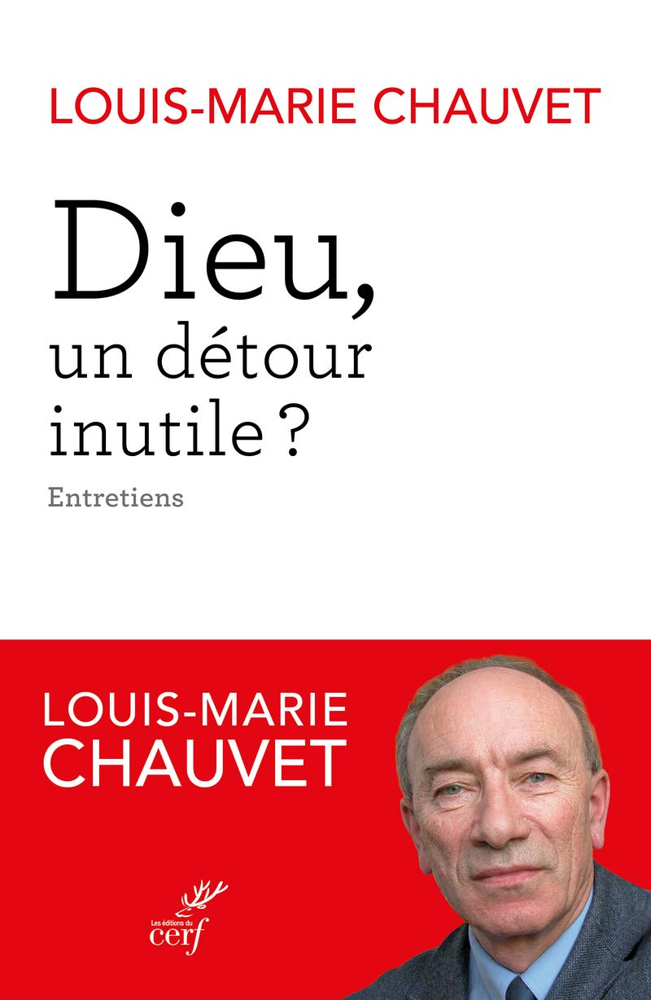 LOUIS-MARIE CHAUVET
Dieu,
un détour
inutile ?
Entretiens
LOUIS-MARIE
CHAUVET
Les éditions du
cerf